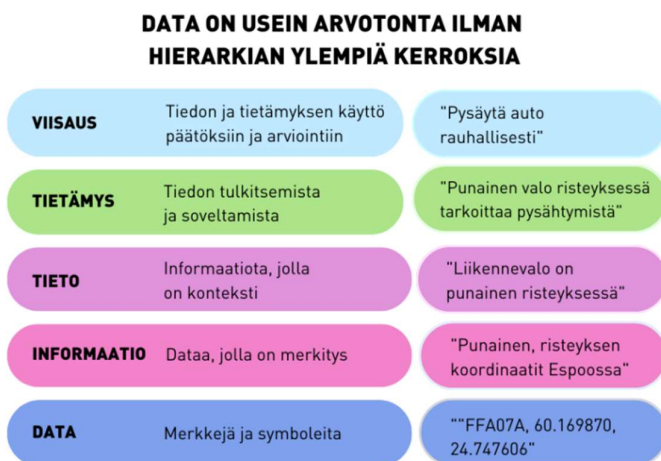 DATA ON USEIN ARVOTONTA ILMAN
HIERARKIAN YLEMPIÄ KERROKSIA
VIISAUS
Tiedon ja tietämyksen käyttö
päätöksiin ja arviointiin
"Pysäytä auto
rauhallisesti"
TIETÄMYS
Tiedon tulkitsemista
ja soveltamista
"Punainen valo risteyksessä
tarkoittaa pysähtymistä"
TIETO
Informaatiota, jolla
on konteksti
"Liikennevalo on
punainen risteyksessä"
INFORMAATIO
Dataa, jolla on merkitys
"Punainen, risteyksen
koordinaatit Espoossa"
DATA
Merkkejä ja symboleita
""FFA07A, 60.169870,
24.747606"